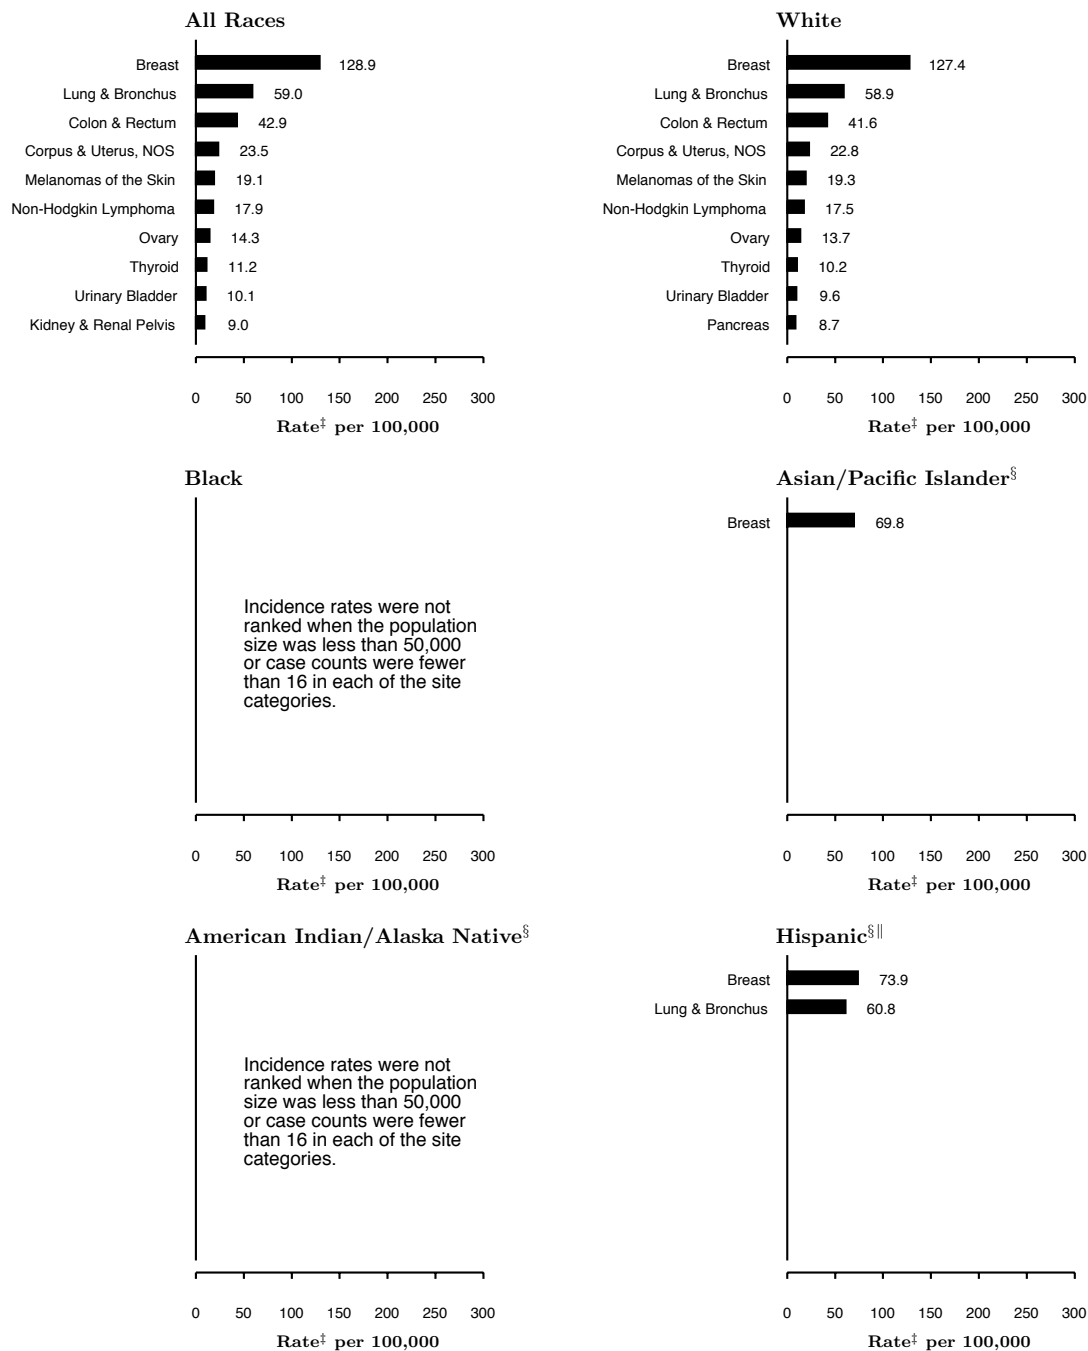 All Races
Breast 128.9
Lung & Bronchus 59.0
Colon & Rectum 42.9
Corpus & Uterus, NOS 23.5
Melanomas of the Skin 19.1
Non-Hodgkin Lymphoma 17.9
Ovary 14.3
Thyroid 11.2
Urinary Bladder 10.1
Kidney & Renal Pelvis 9.0
0 50 100 150 200 250 300
Rate‡ per 100,000
White
Breast 127.4
Lung & Bronchus 58.9
Colon & Rectum 41.6
Corpus & Uterus, NOS 22.8
Melanomas of the Skin 19.3
Non-Hodgkin Lymphoma 17.5
Ovary 13.7
Thyroid 10.2
Urinary Bladder 9.6
Pancreas 8.7
0 50 100 150 200 250 300
Rate‡ per 100,000
Black
Incidence rates were not
ranked when the population
size was less than 50,000
or case counts were fewer
than 16 in each of the site
categories.
0 50 100 150 200 250 300
Rate‡ per 100,000
Asian/Pacific Islander§
Breast 69.8
0 50 100 150 200 250 300
Rate‡ per 100,000
American Indian/Alaska Native§
Incidence rates were not
ranked when the population
size was less than 50,000
or case counts were fewer
than 16 in each of the site
categories.
0 50 100 150 200 250 300
Rate‡ per 100,000
Hispanic§‖
Breast 73.9
Lung & Bronchus 60.8
0 50 100 150 200 250 300
Rate‡ per 100,000